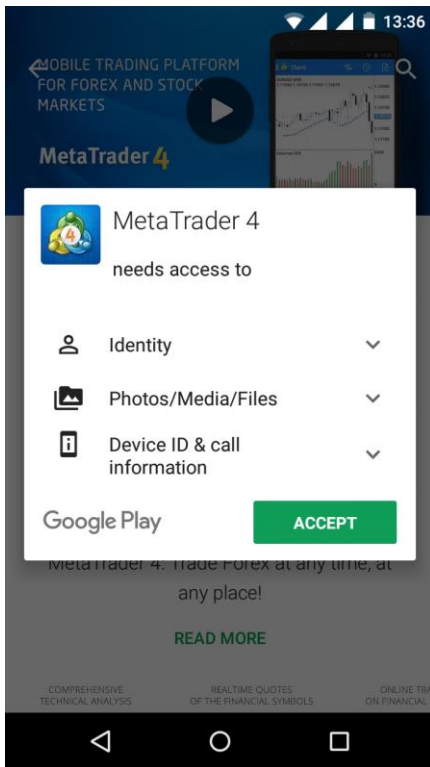 13:36
MOBILE TRADING PLATFORM
FOR FOREX AND STOCK
MARKETS
MetaTrader 4
MetaTrader 4
needs access to
Identity
Photos/Media/Files
Device ID & call
information
Google Play
ACCEPT
MetaTrader 4: Trade Forex at any time, at
any place!
READ MORE
COMPREHENSIVE
TECHNICAL ANALYSIS
REALTIME QUOTES
OF THE FINANCIAL SYMBOLS
ONLINE TRA
ON FINANCIAL